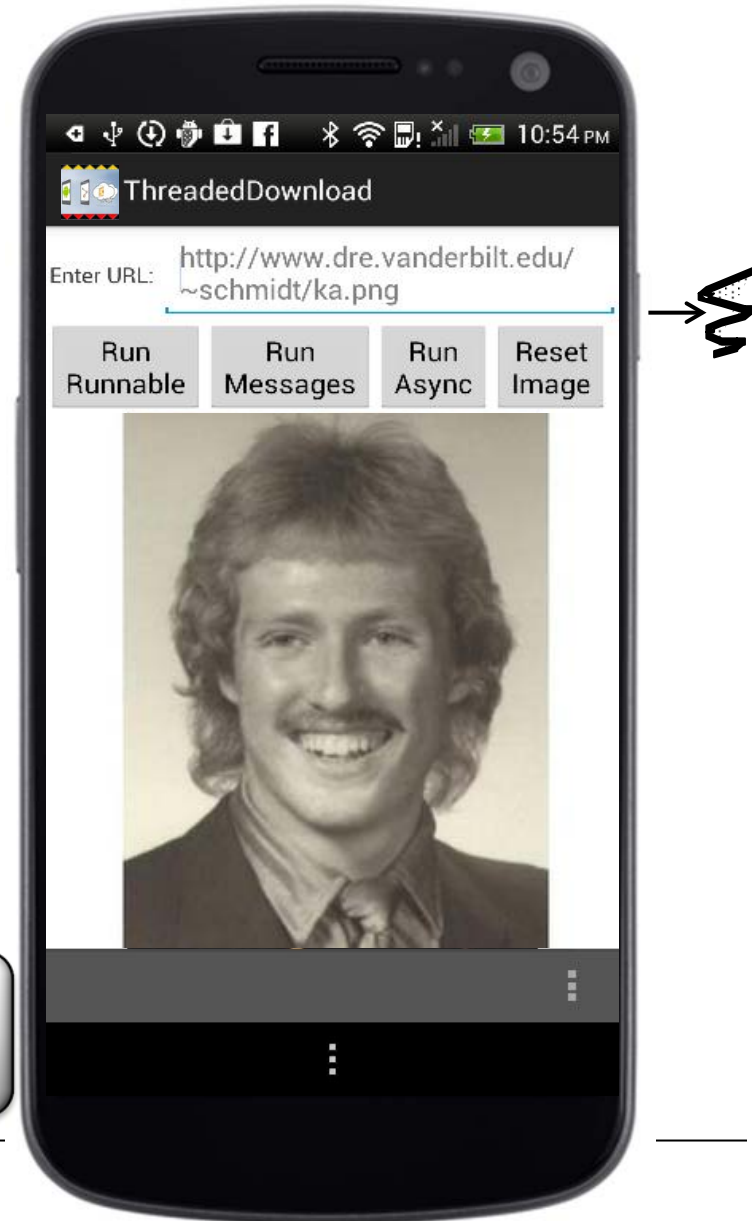 10:54 PM
ThreadedDownload
Enter URL:
http://www.dre.vanderbilt.edu/
~schmidt/ka.png
Run
Runnable
Run
Messages
Run
Async
Reset
Image